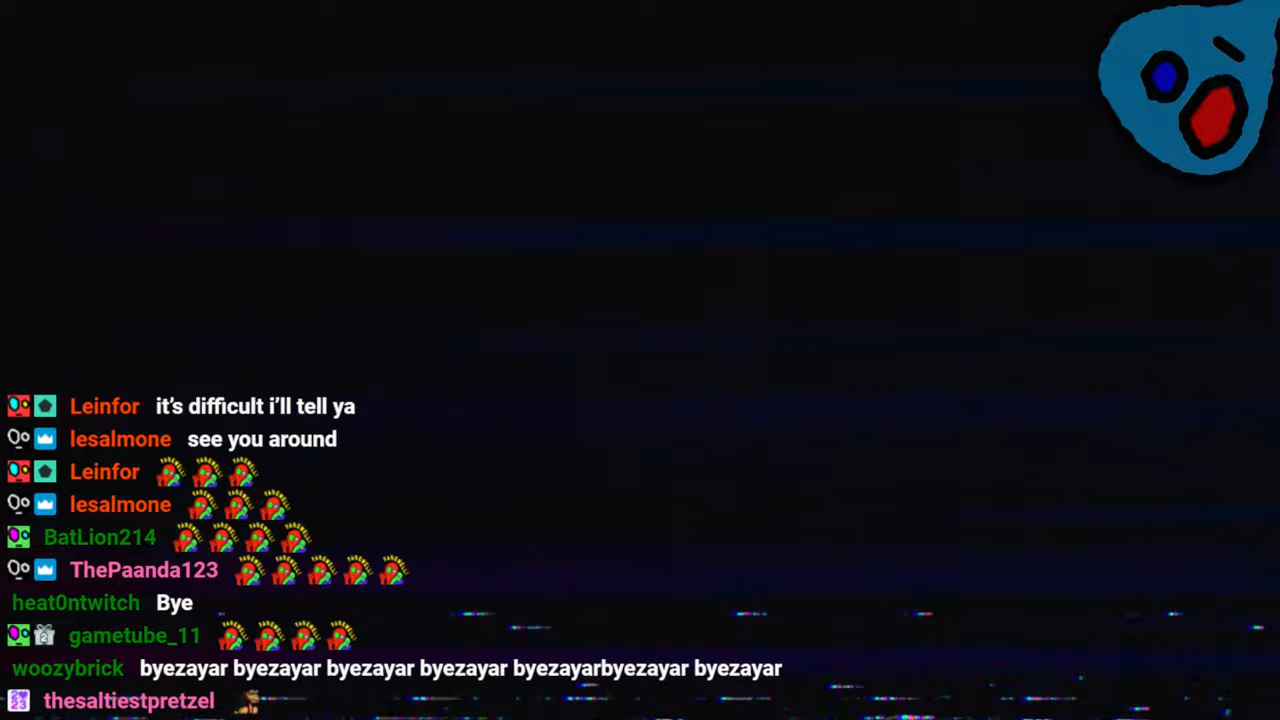 Leinfor it’s difficult i’ll tell ya
lesalmone see you around
Leinfor
lesalmone
BatLion214
ThePaanda123
heat0ntwitch Bye
gametube_11
woozybrick byezayar byezayar byezayar byezayar byezayarbyezayar byezayar
thesaltiestpretzel